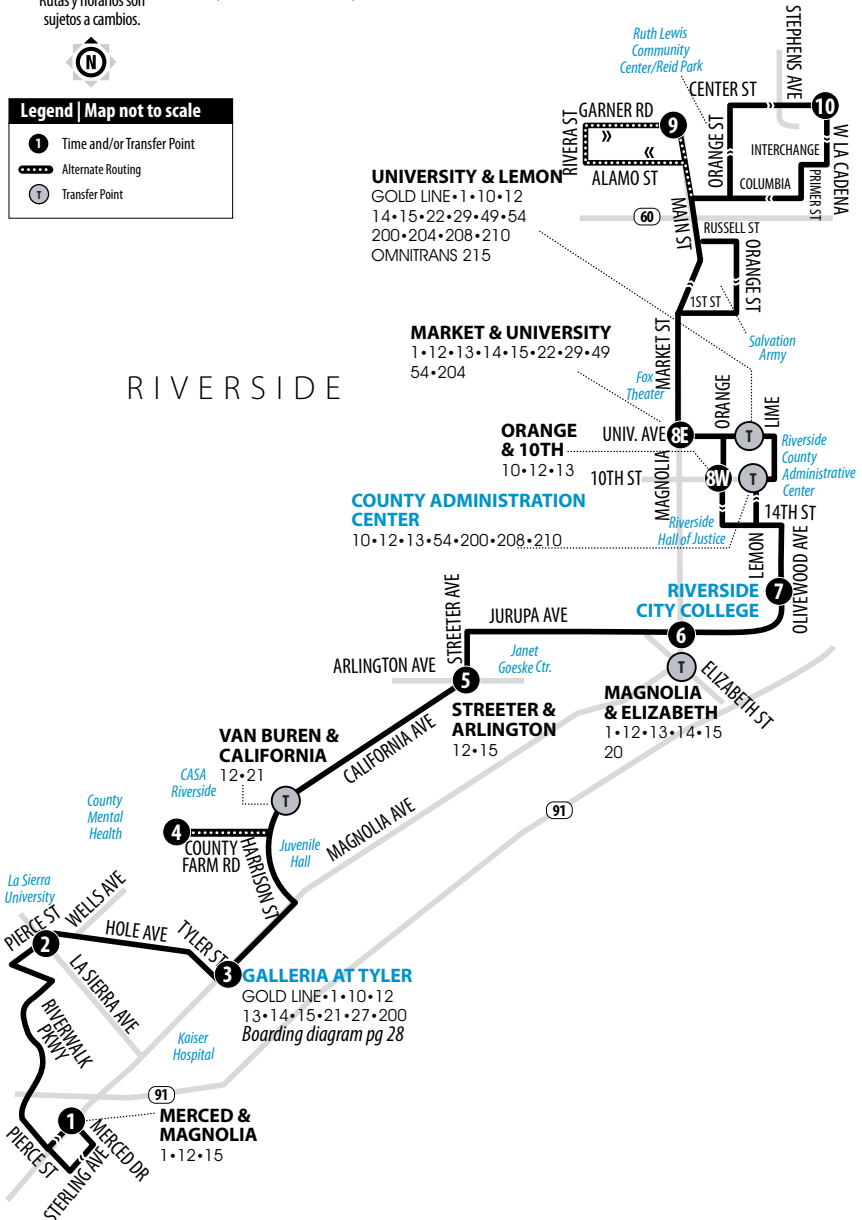 Rutas y horarios son
sujetos a cambios.
N
Legend | Map not to scale
1 Time and/or Transfer Point
Alternate Routing
T Transfer Point
RIVERSIDE
Ruth Lewis
Community
Center/Reid Park
STEPHENS AVE
CENTER ST
10
GARNER RD
9
RIVERA ST
»
«
ALAMO ST
ORANGE ST
INTERCHANGE
W LA CADENA
COLUMBIA
PRIMER ST
60
MAIN ST
RUSSELL ST
ORANGE ST
1ST ST
Salvation
Army
UNIVERSITY & LEMON
GOLD LINE•1•10•12
14•15•22•29•49•54
200•204•208•210
OMNITRANS 215
MARKET & UNIVERSITY
1•12•13•14•15•22•29•49
54•204
MARKET ST
Fox
Theater
ORANGE
LIME
UNIV. AVE
8E
T
ORANGE
& 10TH
10•12•13
10TH ST
8W
T
MAGNOLIA
Riverside
County
Administrative
Center
COUNTY ADMINISTRATION
CENTER
10•12•13•54•200•208•210
Riverside
Hall of Justice
14TH ST
LEMON
OLIVEWOOD AVE
RIVERSIDE
CITY COLLEGE
7
6
T
STREETER AVE
JURUPA AVE
ARLINGTON AVE
Janet
Goeske Ctr.
5
ELIZABETH ST
MAGNOLIA
& ELIZABETH
1•12•13•14•15
20
STREETER &
ARLINGTON
12•15
VAN BUREN &
CALIFORNIA
12•21
CALIFORNIA AVE
CASA
Riverside
T
91
MAGNOLIA AVE
County
Mental
Health
4
COUNTY
FARM RD
HARRISON ST
Juvenile
Hall
La Sierra
University
PIERCE ST
WELLS AVE
2
HOLE AVE
TYLER ST
3
GALLERIA AT TYLER
GOLD LINE•1•10•12
13•14•15•21•27•200
Boarding diagram pg 28
LA SIERRA AVE
RIVERWALK
PKWY
Kaiser
Hospital
91
1
MERCED &
MAGNOLIA
1•12•15
MERCED DR
PIERCE ST
STERLING AVE